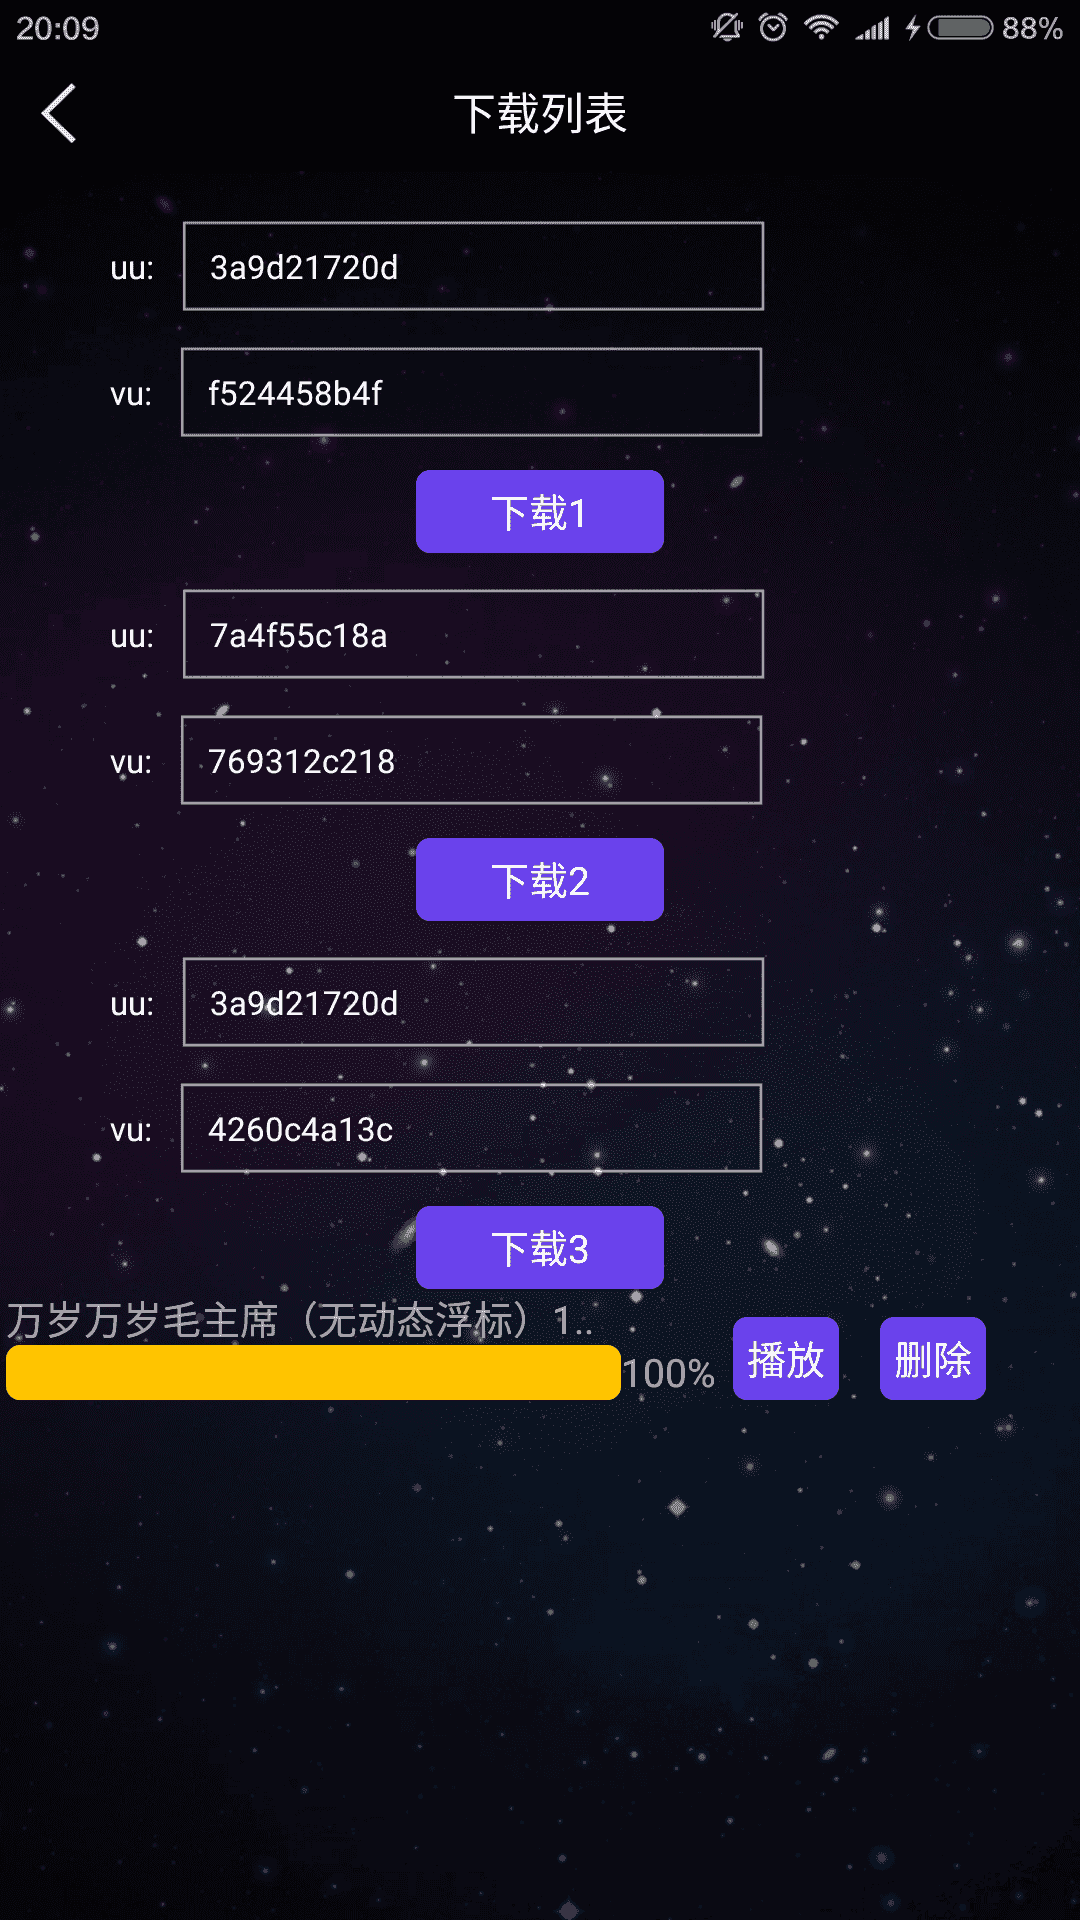 20:09 88%
下载列表
uu: 3a9d21720d
vu: f524458b4f
下载1
uu: 7a4f55c18a
vu: 769312c218
下载2
uu: 3a9d21720d
vu: 4260c4a13c
下载3
万岁万岁毛主席（无动态浮标）1..
100% 播放 删除